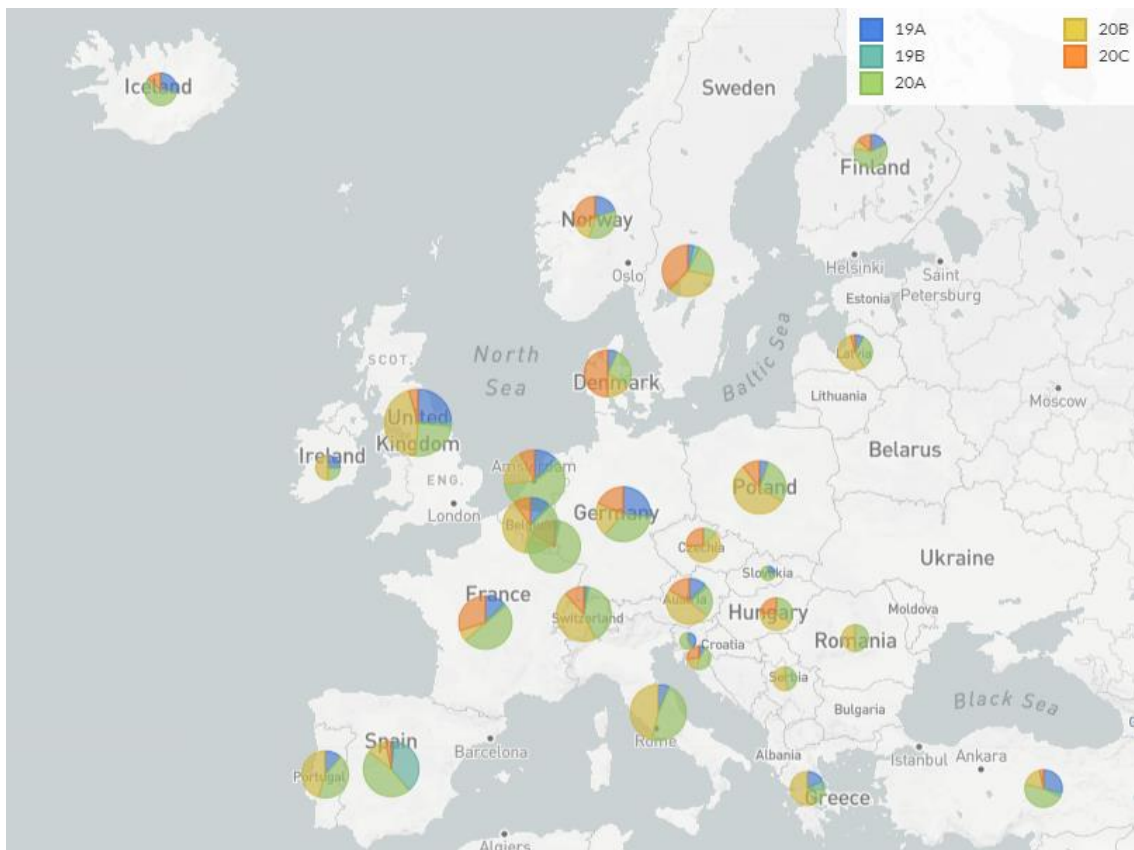 19A
20B
19B
20C
20A
Iceland
Sweden
Finland
Norway
Oslo
Helsinki
Saint
Petersburg
Estonia
SCOT.
North
Sea
Denmark
Baltic Sea
Latvia
Lithuania
Moscow
United
Kingdom
Ireland
ENG.
London
Amsterdam
Belgium
Germany
Poland
Belarus
Czechia
Ukraine
Slovakia
France
Switzerland
Austria
Hungary
Moldova
Romania
Croatia
Serbia
Bulgaria
Black Sea
Spain
Barcelona
Rome
Portugal
Albania
Istanbul
Ankara
Greece
Algiers